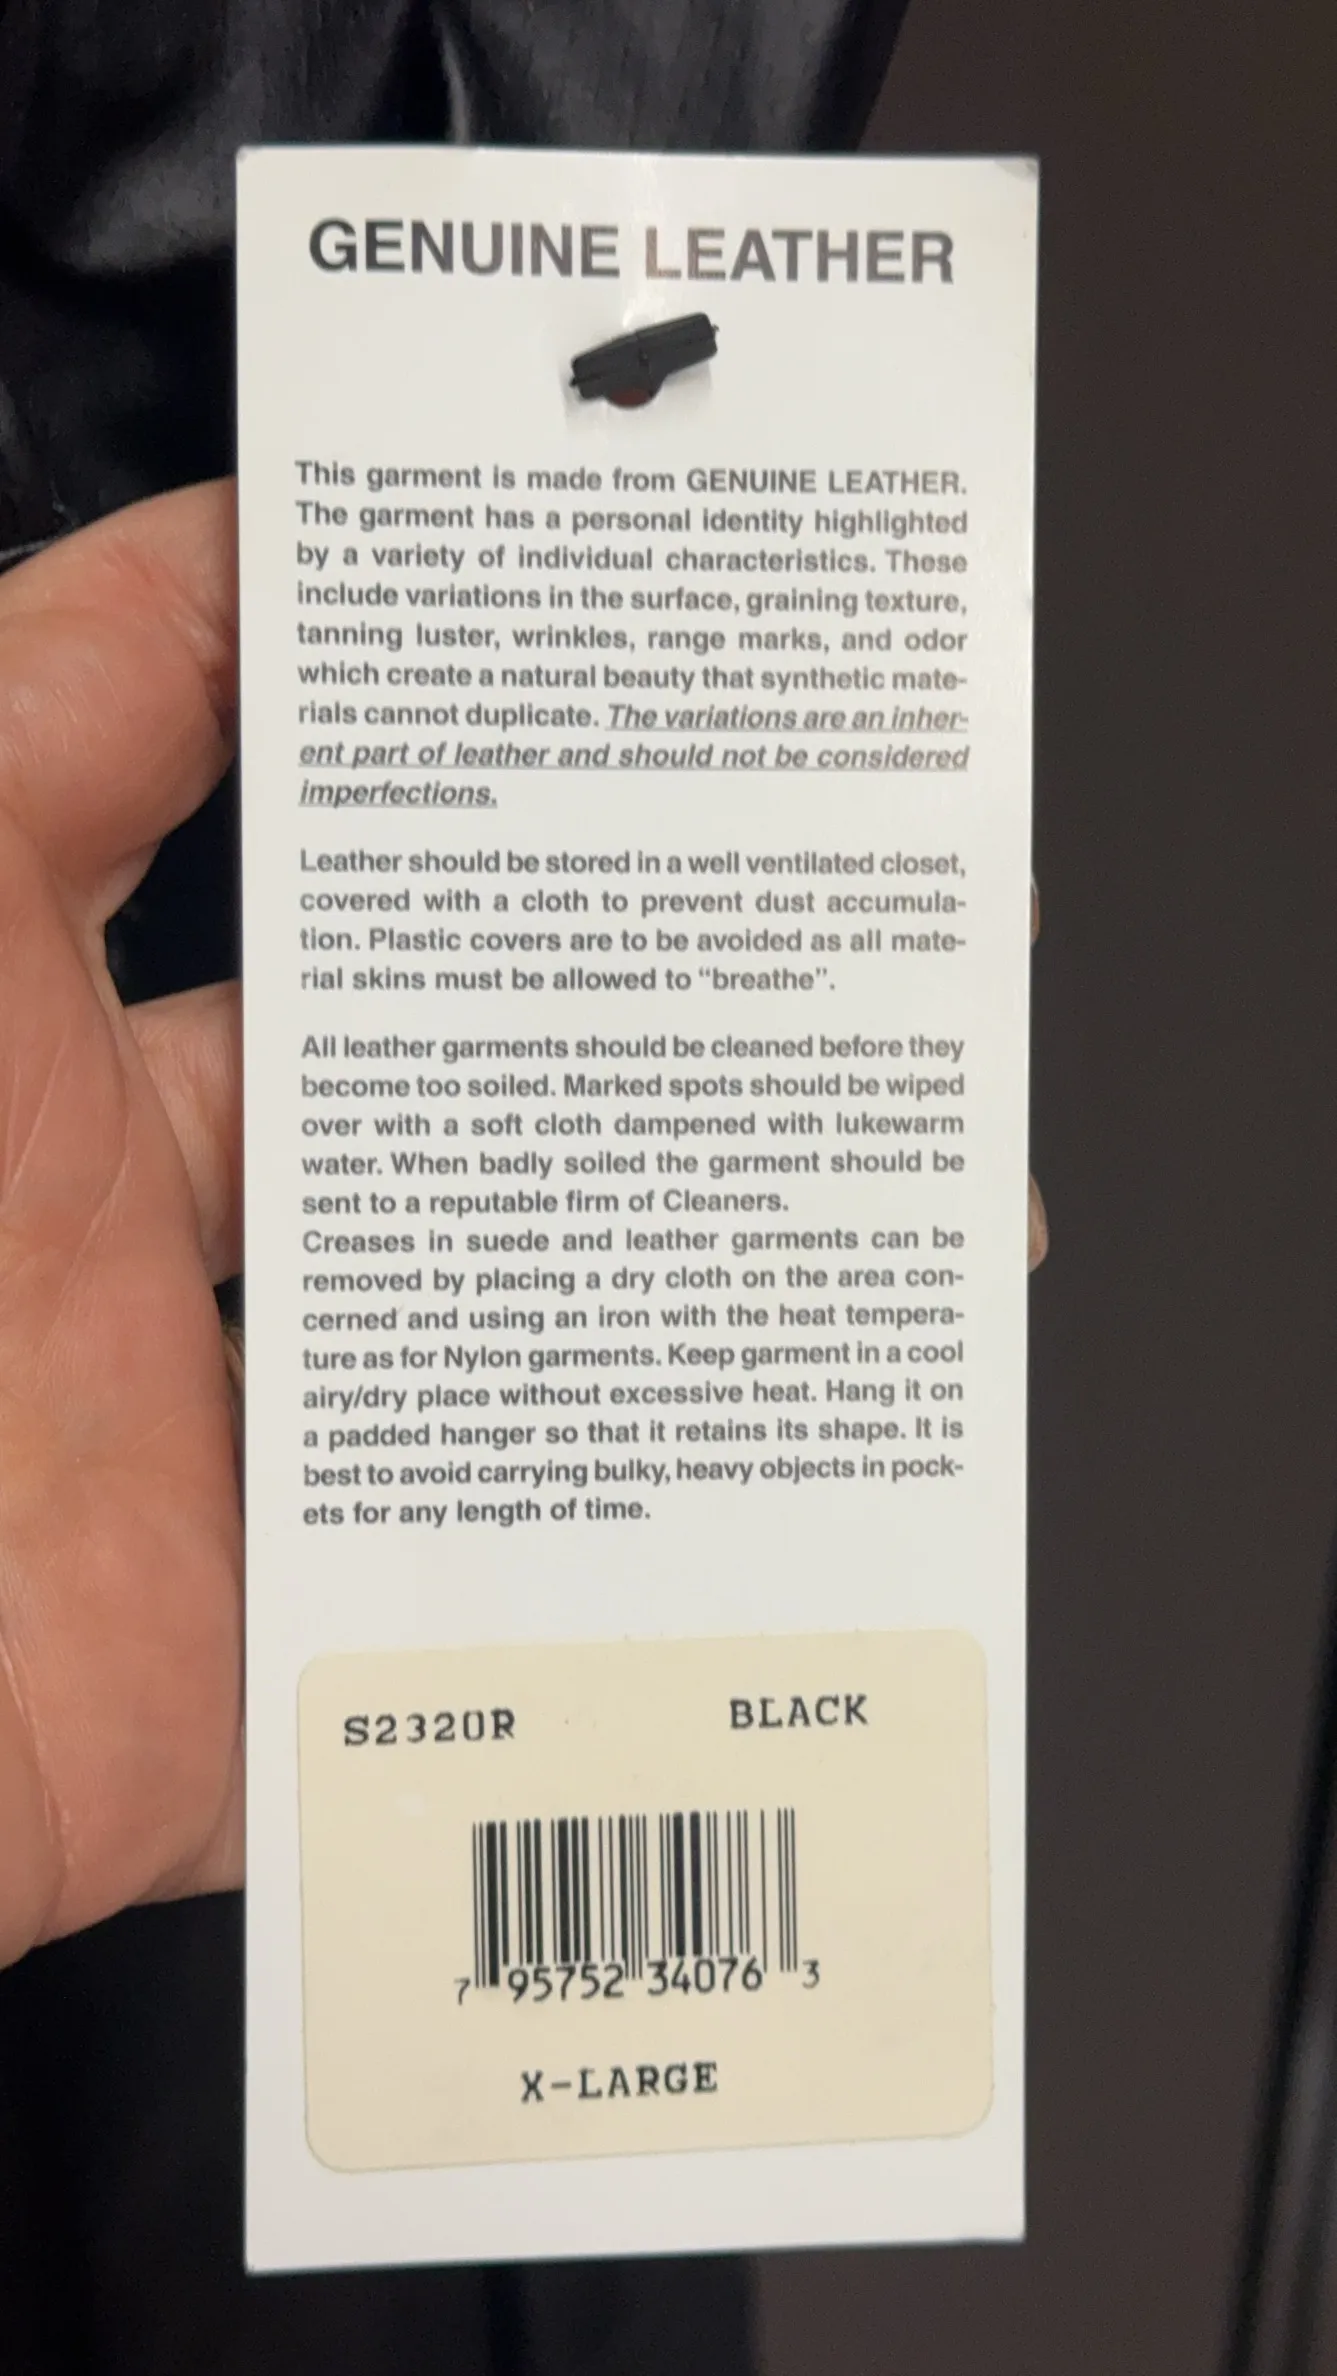 GENUINE LEATHER
This garment is made from GENUINE LEATHER.
The garment has a personal identity highlighted
by a variety of individual characteristics. These
include variations in the surface, graining texture,
tanning luster, wrinkles, range marks, and odor
which create a natural beauty that synthetic mate-
rials cannot duplicate. The variations are an inher-
ent part of leather and should not be considered
imperfections.
Leather should be stored in a well ventilated closet,
covered with a cloth to prevent dust accumula-
tion. Plastic covers are to be avoided as all mate-
rial skins must be allowed to “breathe”.
All leather garments should be cleaned before they
become too soiled. Marked spots should be wiped
over with a soft cloth dampened with lukewarm
water. When badly soiled the garment should be
sent to a reputable firm of Cleaners.
Creases in suede and leather garments can be
removed by placing a dry cloth on the area con-
cerned and using an iron with the heat tempera-
ture as for Nylon garments. Keep garment in a cool
airy/dry place without excessive heat. Hang it on
a padded hanger so that it retains its shape. It is
best to avoid carrying bulky, heavy objects in pock-
ets for any length of time.
S2320R BLACK
7 95752 34076 3
X-LARGE